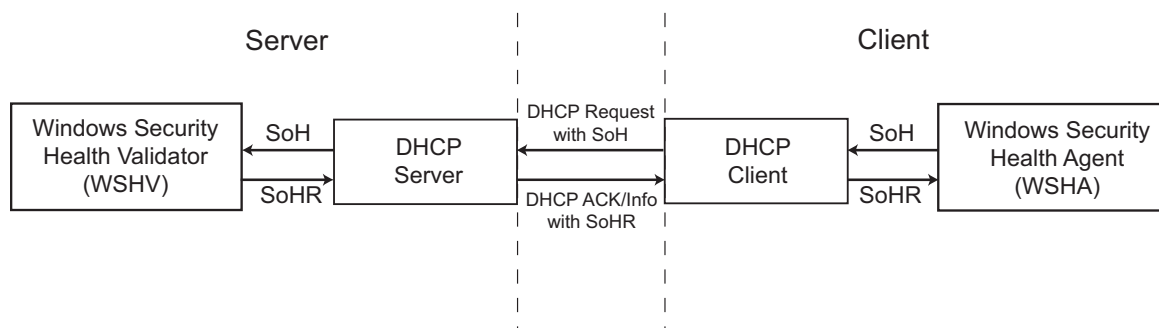 Server
Client
Windows Security
Health Validator
(WSHV)
SoH
SoHR
DHCP
Server
DHCP Request
with SoH
DHCP ACK/Info
with SoHR
DHCP
Client
SoH
SoHR
Windows Security
Health Agent
(WSHA)